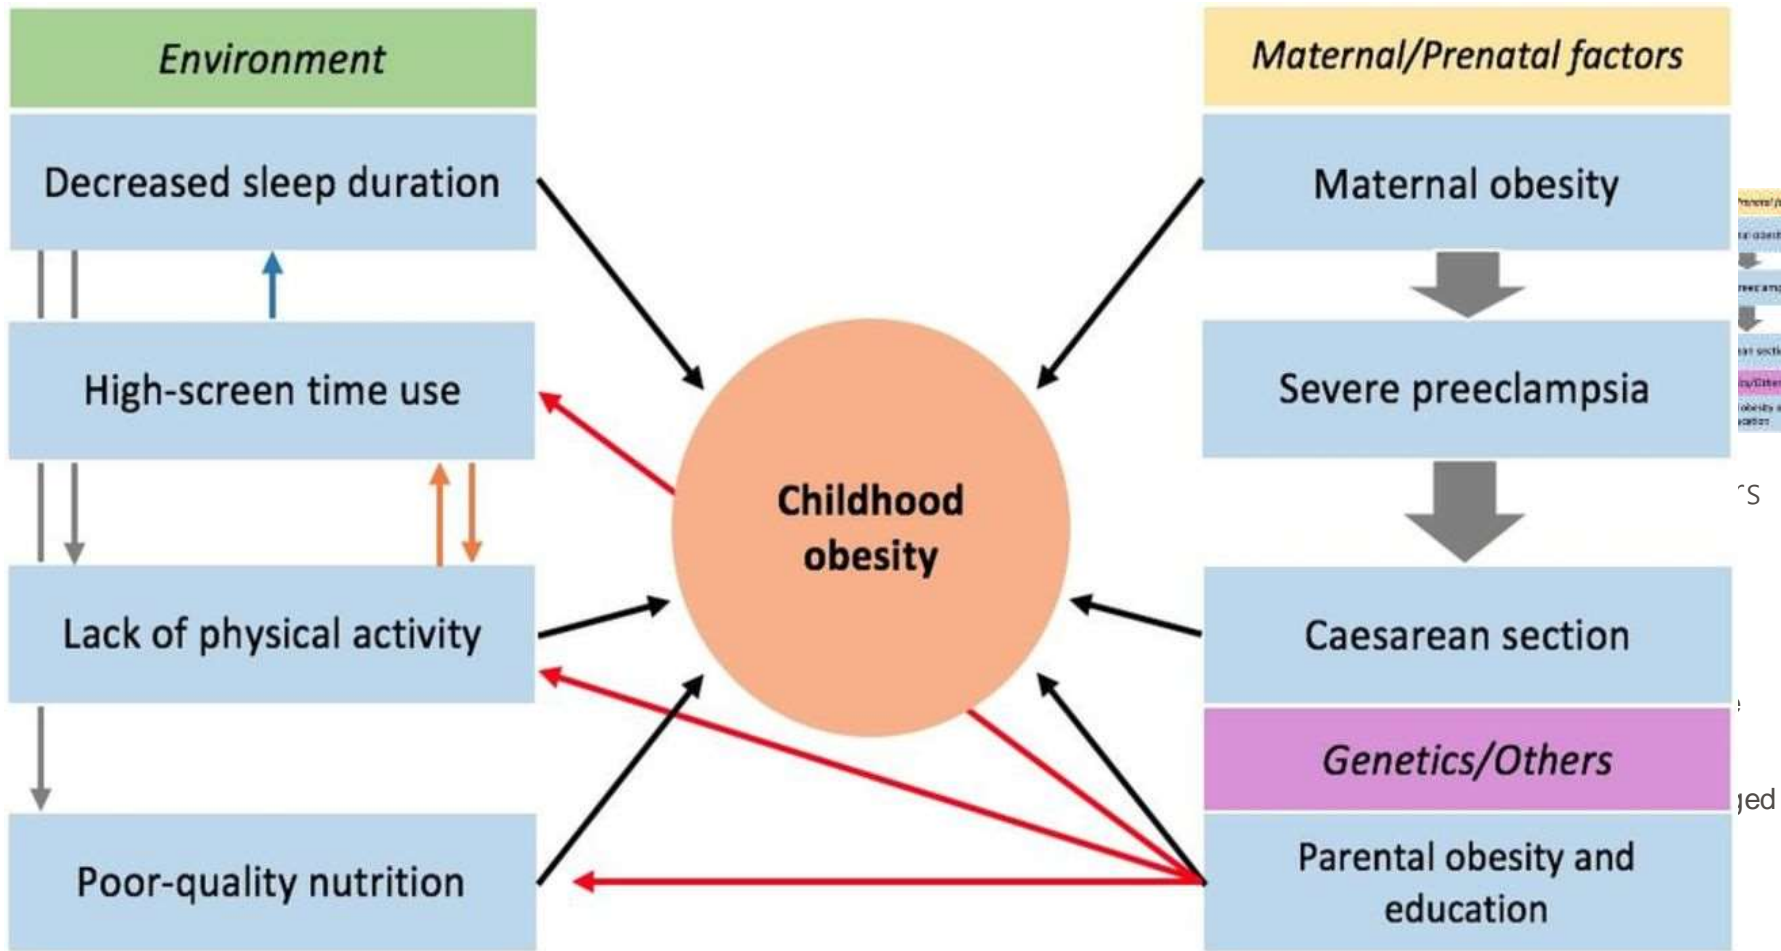 Environment
Decreased sleep duration
High-screen time use
Lack of physical activity
Poor-quality nutrition
Childhood
obesity
Maternal/Prenatal factors
Maternal obesity
Severe preeclampsia
Caesarean section
Genetics/Others
Parental obesity and
education